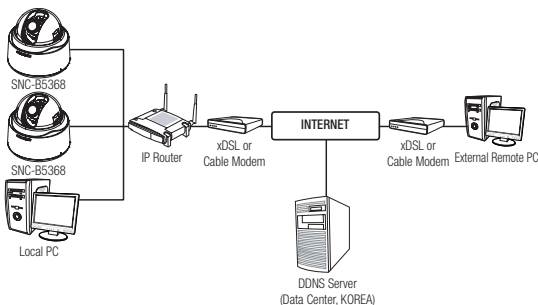 SNC-B5368
SNC-B5368
Local PC
IP Router
xDSL or
Cable Modem
INTERNET
xDSL or
Cable Modem
External Remote PC
DDNS Server
(Data Center, KOREA)